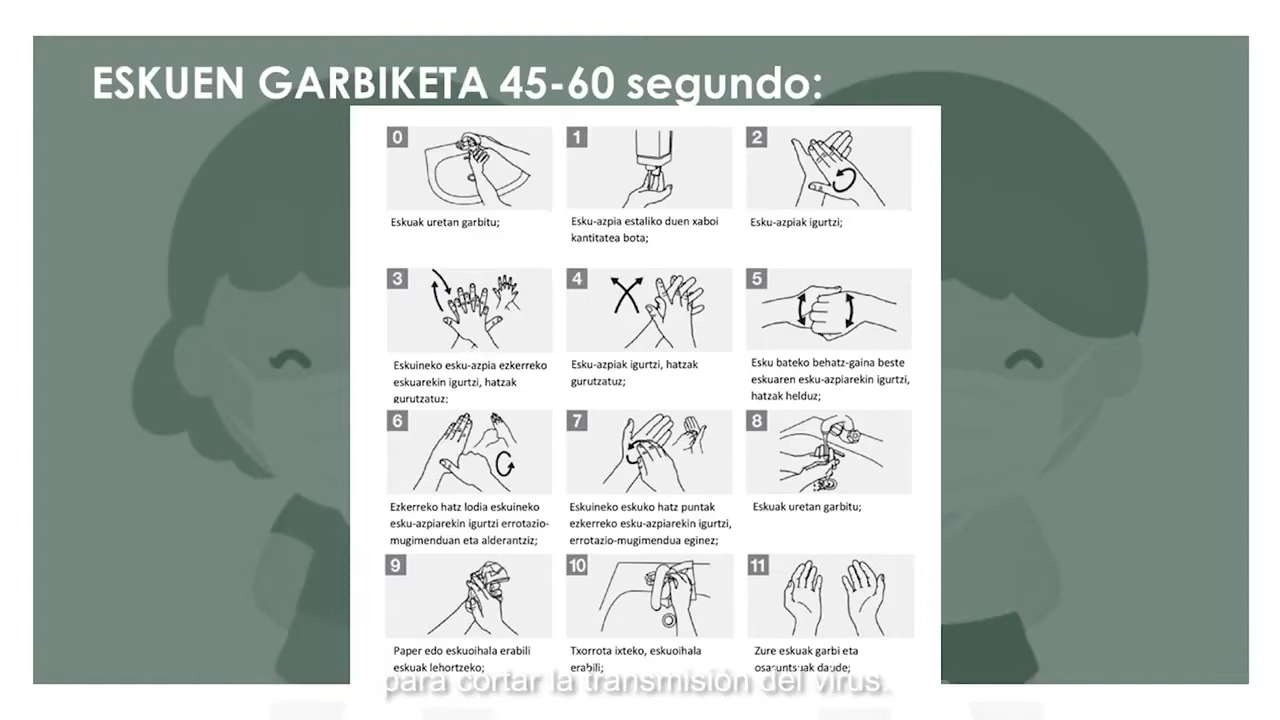 ESKUEN GARBIKETA 45-60 segundo:
0
Eskuak uretan garbitu;
1
Esku-azpia estaliko duen xaboi
kantitatea bota;
2
Esku-azpiak igurtzi;
3
Eskuineko esku-azpia ezkerreko
eskuarekin igurtzi, hatzak
gurutzatuz;
4
Esku-azpiak igurtzi, hatzak
gurutzatuz;
5
Esku bateko behatz-gaina beste
eskuaren esku-azpiarekin igurtzi,
hatzak helduz;
6
Ezkerreko hatz lodia eskuineko
esku-azpiarekin igurtzi errotazio-
mugimenduan eta alderantziz;
7
Eskuineko eskuko hatz puntak
ezkerreko esku-azpiarekin igurtzi,
errotazio-mugimendua eginez;
8
Eskuak uretan garbitu;
9
Paper edo eskuoihala erabili
eskuak lehortzeko;
10
Txorrota ixteko, eskuoihala
erabili;
11
Zure eskuak garbi eta
osasuntsuak daude;
para cortar la transmisión del virus.